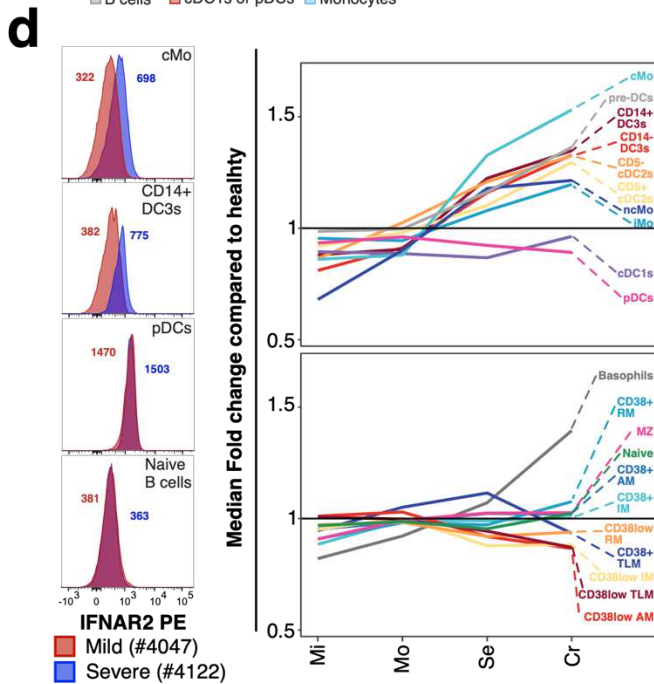 B cells cDC1s or pDCs Monocytes
d
cMo
322 698
CD14+
DC3s
382 775
pDCs
1470 1503
Naive
B cells
381 363
-10³ 0 10³ 10⁴ 10⁵
IFNAR2 PE
Mild (#4047)
Severe (#4122)
Median Fold change compared to healhty
1.5
1
0.5
cMo
pre-DCs
CD14+
DC3s
CD14-
DC3s
CD5-
cDC2s
CD5+
cDC2s
ncMo
iMo
cDC1s
pDCs
1.5
1
0.5
Basophils
CD38+
RM
MZ
Naive
CD38+
AM
CD38+
IM
CD38low
RM
CD38+
TLM
CD38low IM
CD38low TLM
CD38low AM
Mi Mo Se Cr